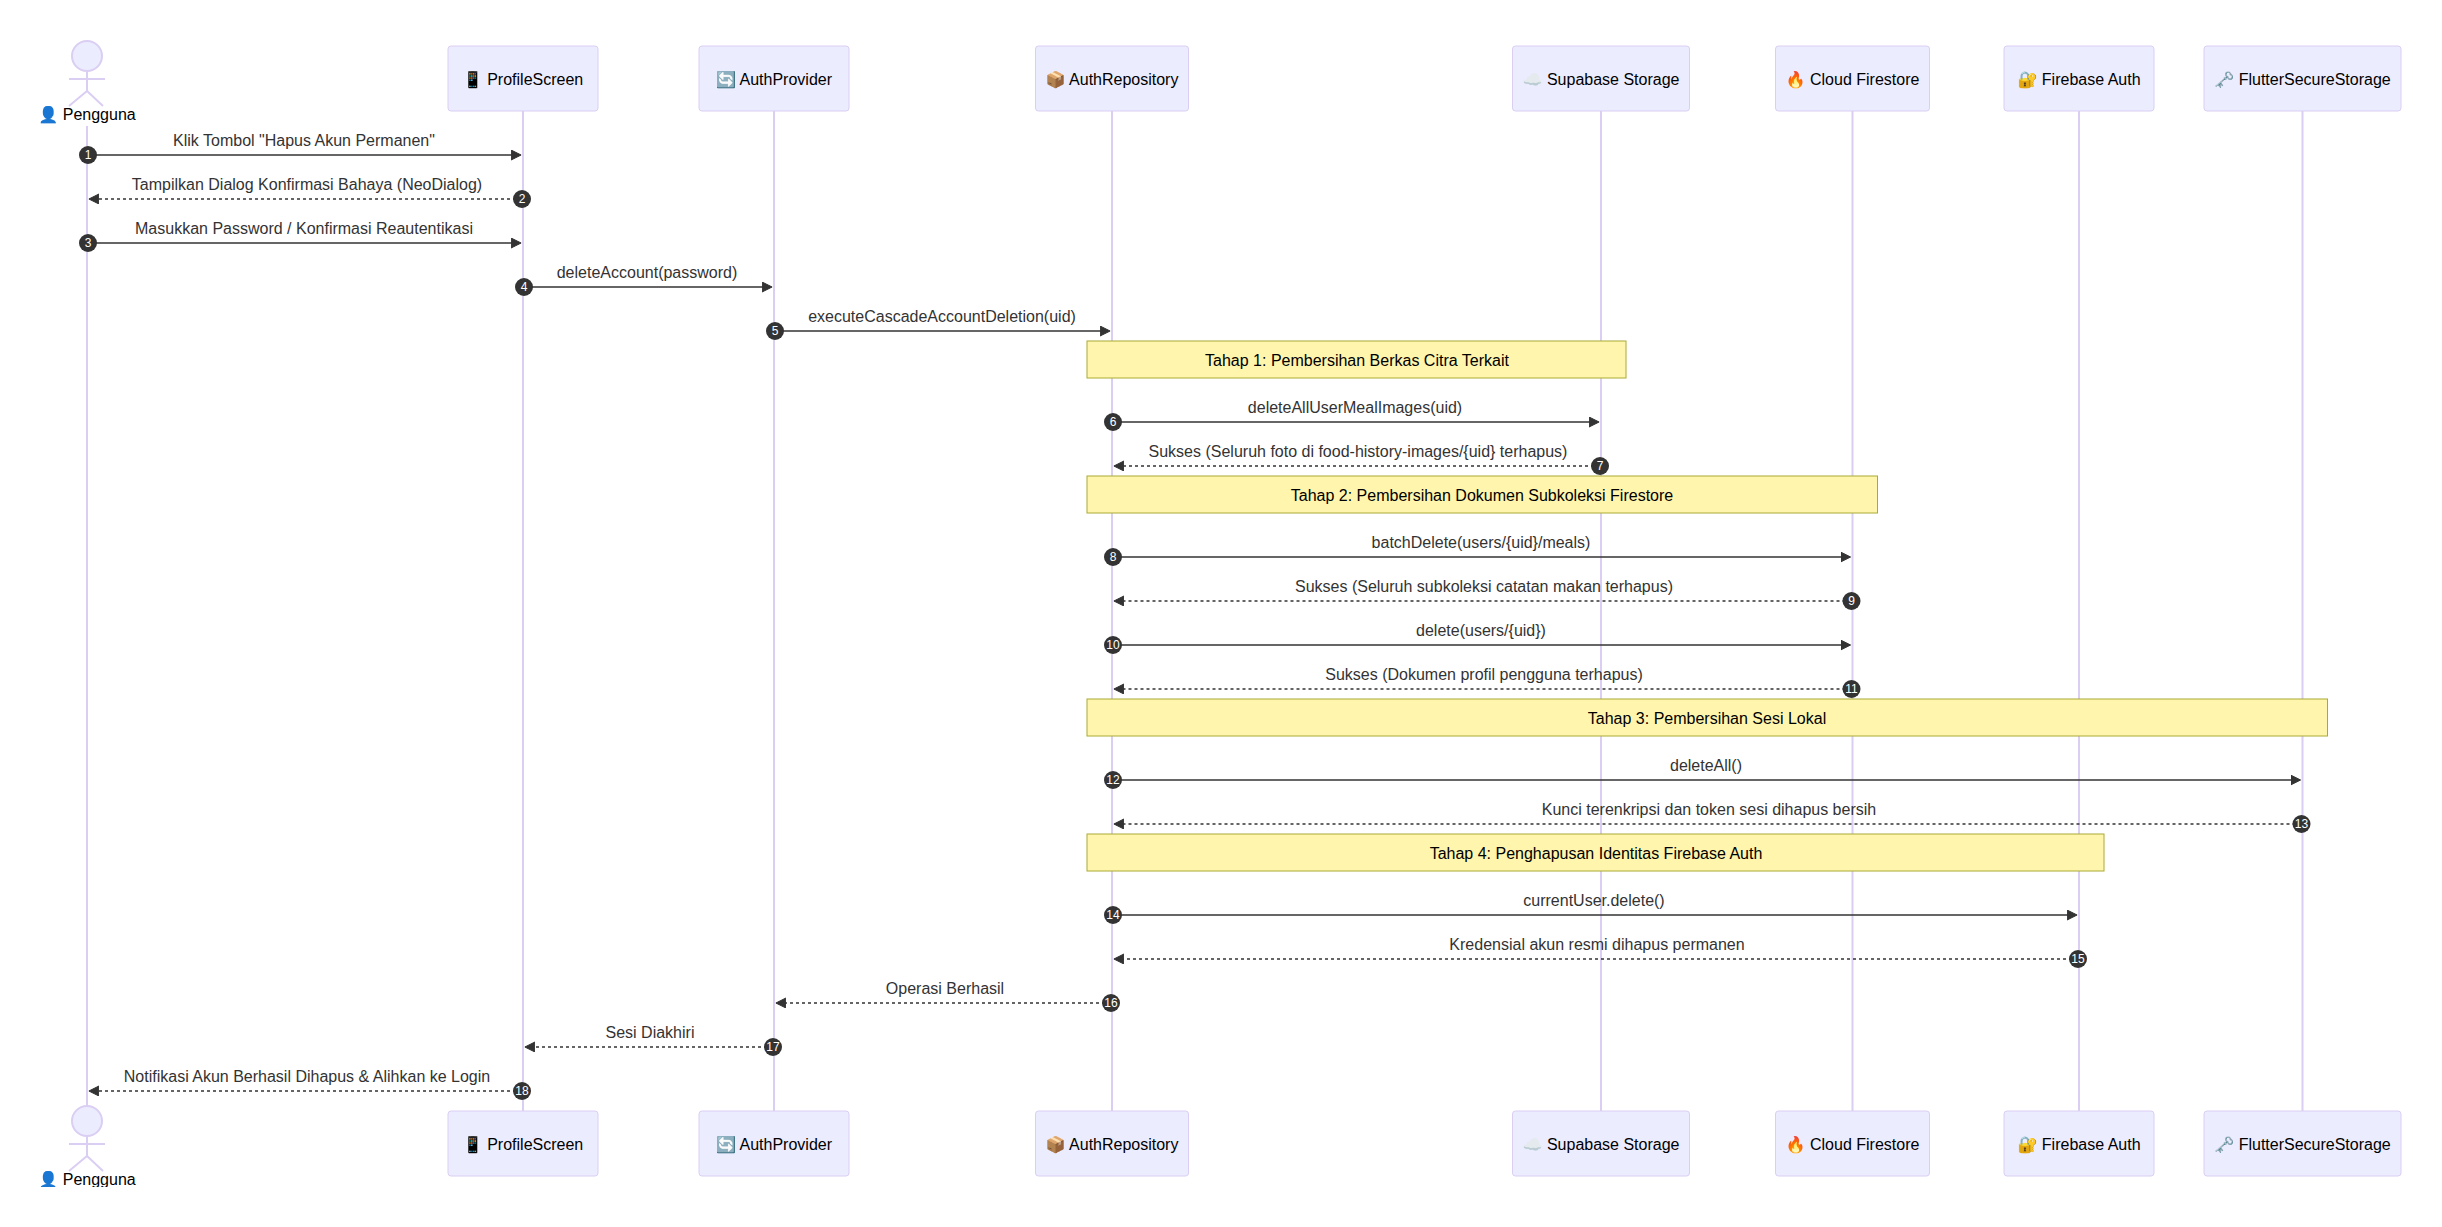 📱 ProfileScreen
🔄 AuthProvider
📦 AuthRepository
☁️ Supabase Storage
🔥 Cloud Firestore
🔐 Firebase Auth
🗝️ FlutterSecureStorage
👤 Pengguna
Klik Tombol "Hapus Akun Permanen"
1
Tampilkan Dialog Konfirmasi Bahaya (NeoDialog)
2
Masukkan Password / Konfirmasi Reautentikasi
3
deleteAccount(password)
4
executeCascadeAccountDeletion(uid)
5
Tahap 1: Pembersihan Berkas Citra Terkait
deleteAllUserMealImages(uid)
6
Sukses (Seluruh foto di food-history-images/{uid} terhapus)
7
Tahap 2: Pembersihan Dokumen Subkoleksi Firestore
batchDelete(users/{uid}/meals)
8
Sukses (Seluruh subkoleksi catatan makan terhapus)
9
delete(users/{uid})
10
Sukses (Dokumen profil pengguna terhapus)
11
Tahap 3: Pembersihan Sesi Lokal
deleteAll()
12
Kunci terenkripsi dan token sesi dihapus bersih
13
Tahap 4: Penghapusan Identitas Firebase Auth
currentUser.delete()
14
Kredensial akun resmi dihapus permanen
15
Operasi Berhasil
16
Sesi Diakhiri
17
Notifikasi Akun Berhasil Dihapus & Alihkan ke Login
18
📱 ProfileScreen
🔄 AuthProvider
📦 AuthRepository
☁️ Supabase Storage
🔥 Cloud Firestore
🔐 Firebase Auth
🗝️ FlutterSecureStorage
👤 Pengguna